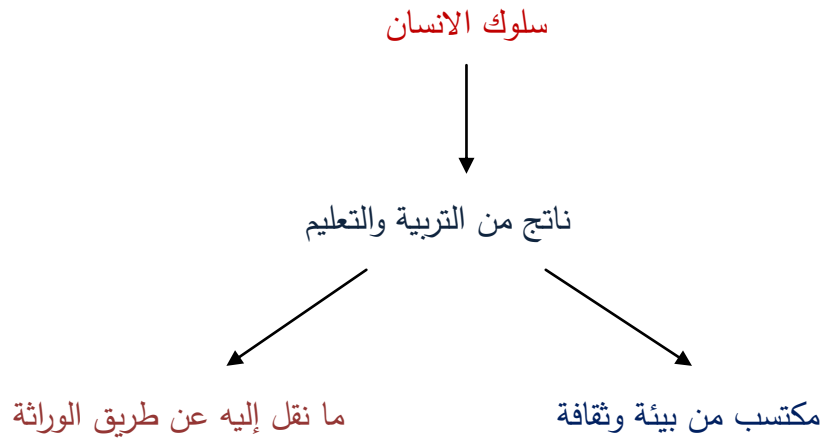 سلوك الانسان
ناتج من التربية والتعليم
مكتسب من بيئة وثقافة
ما نقل إليه عن طريق الوراثة